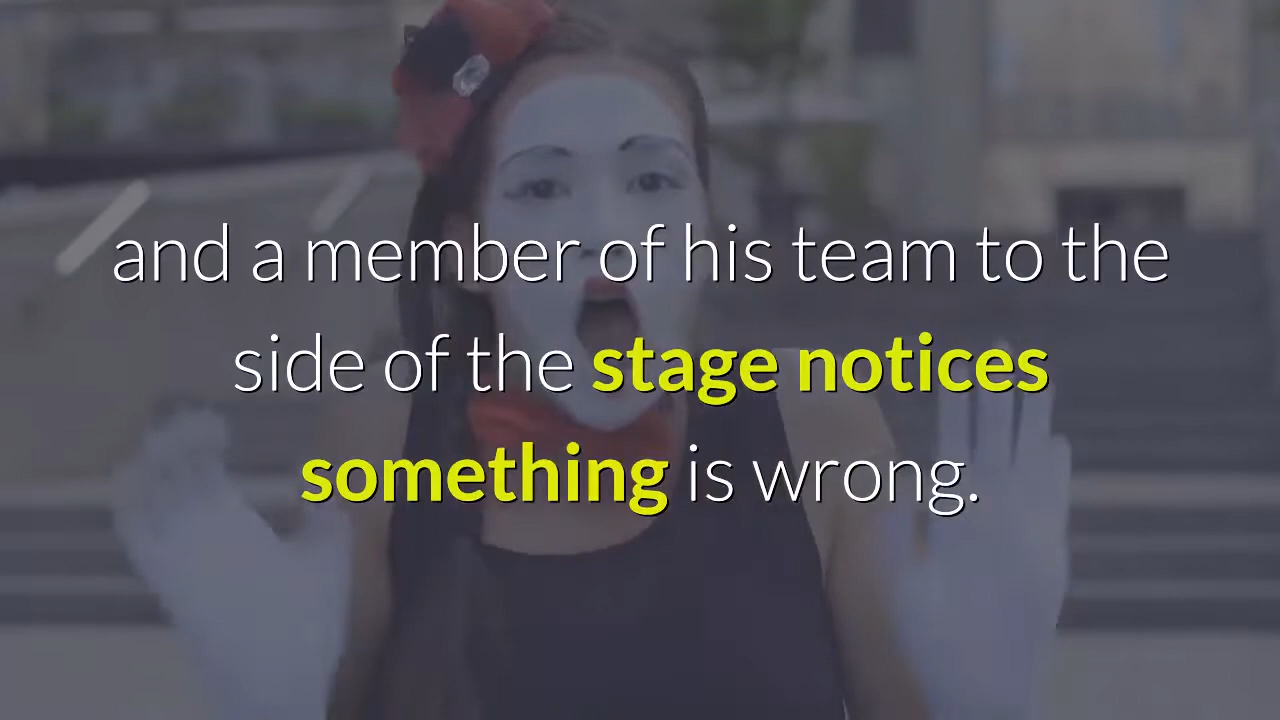 and a member of his team to the
side of the stage notices
something is wrong.